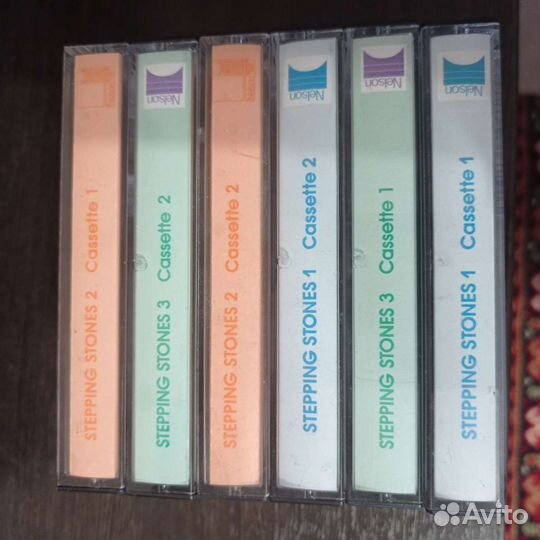 STEPPING STONES 2 Cassette 1
Nelson
STEPPING STONES 3 Cassette 2
Nelson
STEPPING STONES 2 Cassette 2
STEPPING STONES 1 Cassette 2
Nelson
STEPPING STONES 3 Cassette 1
Nelson
STEPPING STONES 1 Cassette 1
Nelson
Avito